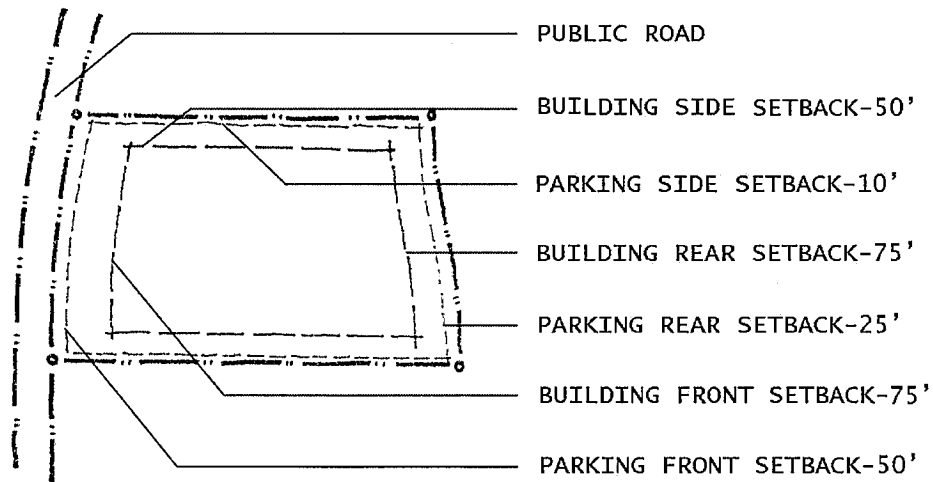 PUBLIC ROAD
BUILDING SIDE SETBACK-50'
PARKING SIDE SETBACK-10'
BUILDING REAR SETBACK-75'
PARKING REAR SETBACK-25'
BUILDING FRONT SETBACK-75'
PARKING FRONT SETBACK-50'